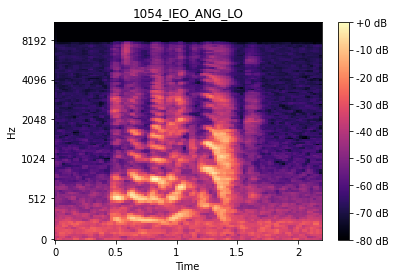 1054_IEO_ANG_LO
Hz
8192
4096
2048
1024
512
0
0
0.5
1
1.5
2
Time
+0 dB
-10 dB
-20 dB
-30 dB
-40 dB
-50 dB
-60 dB
-70 dB
-80 dB